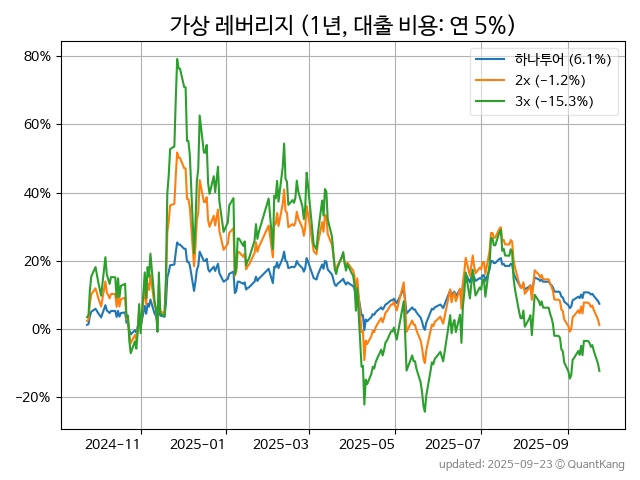 가상 레버리지 (1년, 대출 비용: 연 5%)
하나투어 (6.1%)
2x (−1.2%)
3x (−15.3%)
80%
60%
40%
20%
0%
−20%
2024-11
2025-01
2025-03
2025-05
2025-07
2025-09
updated: 2025-09-23 © QuantKang